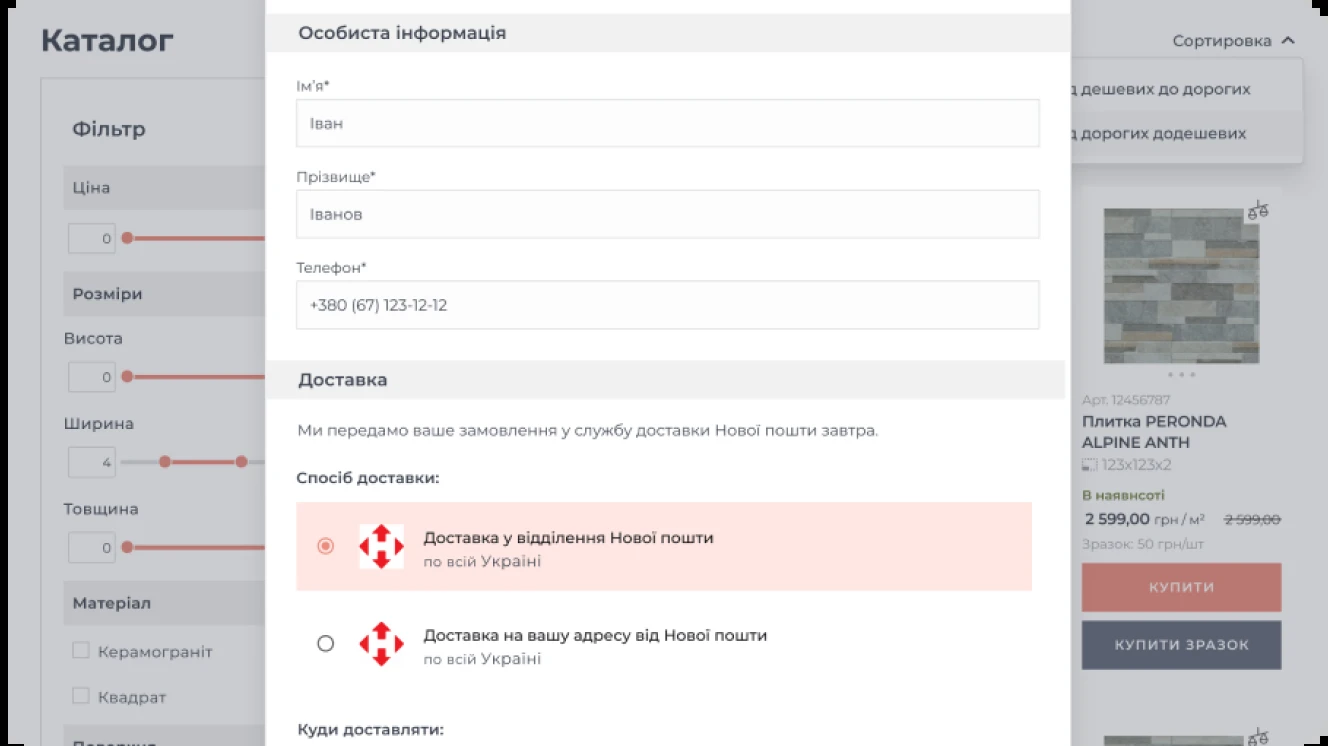 Каталог
Фільтр
Ціна
0
Розміри
Висота
0
Ширина
4
Товщина
0
Матеріал
Керамограніт
Квадрат
Особиста інформація
Ім'я*
Іван
Прізвище*
Іванов
Телефон*
+380 (67) 123-12-12
Доставка
Ми передамо ваше замовлення у службу доставки Нової пошти завтра.
Спосіб доставки:
Доставка у відділення Нової пошти
по всій Україні
Доставка на вашу адресу від Нової пошти
по всій Україні
Куди доставляти:
Сортировка
дешевих до дорогих
дорогих додешевих
Арт. 12456787
Плитка PERONDA
ALPINE ANTH
123x123x2
В наявнсоті
2 599,00 грн / м² 2 599,00
Зразок: 50 грн/шт
КУПИТИ
КУПИТИ ЗРАЗОК